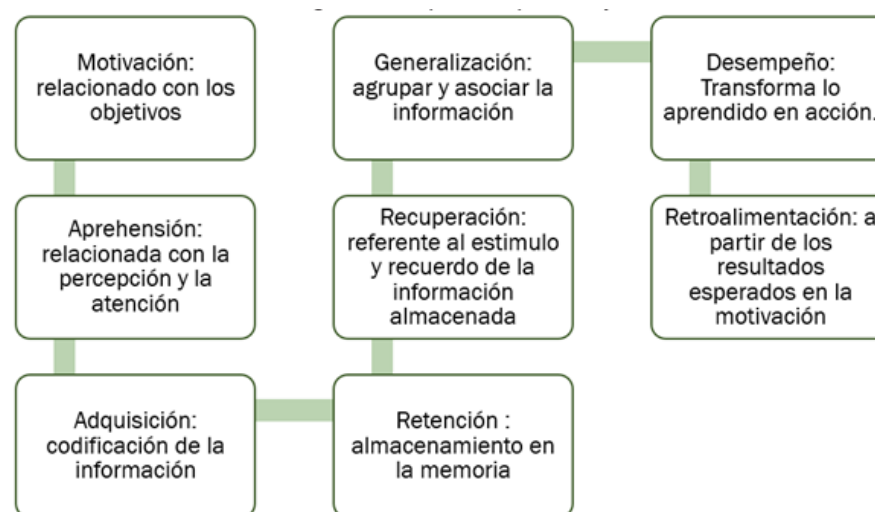 Motivación:
relacionado con los
objetivos
Aprehensión:
relacionada con la
percepción y la
atención
Adquisición:
codificación de la
información
Retención :
almacenamiento en
la memoria
Recuperación:
referente al estimulo
y recuerdo de la
información
almacenada
Generalización:
agrupar y asociar la
información
Desempeño:
Transforma lo
aprendido en acción.
Retroalimentación: a
partir de los
resultados
esperados en la
motivación